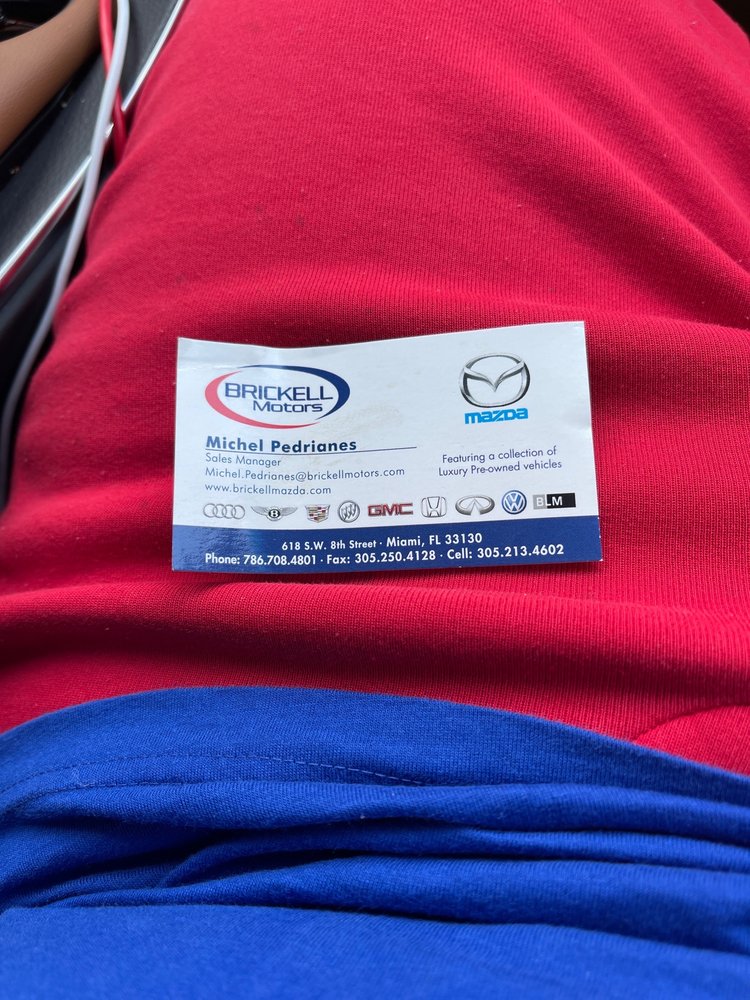 BRICKELL
Motors
mazda
Michel Pedrianes
Sales Manager
Michel.Pedrianes@brickellmotors.com
www.brickellmazda.com
Featuring a collection of
Luxury Pre-owned vehicles
B GMC BLM
618 S.W. 8th Street · Miami, FL 33130
Phone: 786.708.4801 · Fax: 305.250.4128 · Cell: 305.213.4602